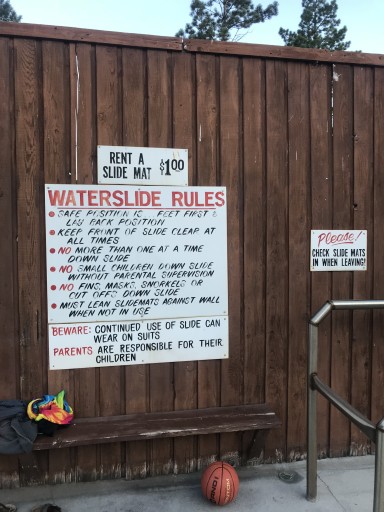 RENT A
SLIDE MAT $1.00
WATERSLIDE RULES
SAFE POSITION IS FEET FIRST &
LAY BACK POSITION
KEEP FRONT OF SLIDE CLEAR AT
ALL TIMES
NO MORE THAN ONE AT A TIME
DOWN SLIDE
NO SMALL CHILDREN DOWN SLIDE
WITHOUT PARENTAL SUPERVISION
NO FINS, MASKS, SNORKELS OR
CUT OFFS DOWN SLIDE
MUST LEAN SLIDEMATS AGAINST WALL
WHEN NOT IN USE
BEWARE: CONTINUED USE OF SLIDE CAN
WEAR ON SUITS
PARENTS ARE RESPONSIBLE FOR THEIR
CHILDREN
Please!
CHECK SLIDE MATS
IN WHEN LEAVING!